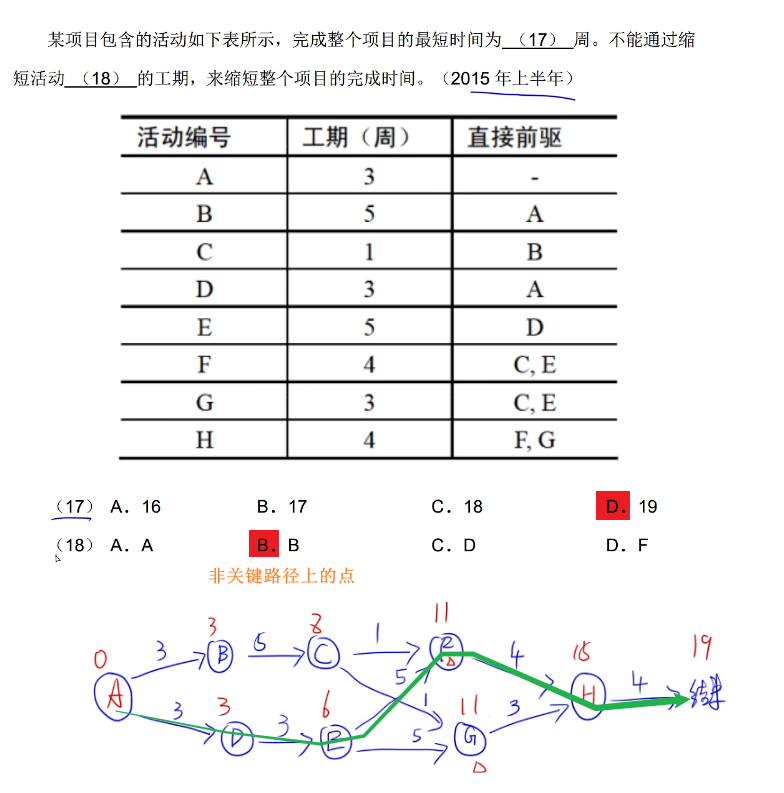 某项目包含的活动如下表所示，完成整个项目的最短时间为 （17） 周。不能通过缩
短活动 （18） 的工期，来缩短整个项目的完成时间。（2015 年上半年）
活动编号 工期（周） 直接前驱
A 3 -
B 5 A
C 1 B
D 3 A
E 5 D
F 4 C, E
G 3 C, E
H 4 F, G
（17） A．16 B．17 C．18 D．19
（18） A．A B．B C．D D．F
非关键路径上的点
0 3 3 B 5 8 C 1 11 4 15 19
A 5 1 H 4 结束
3 3 D 3 6 E 5 11 G 3